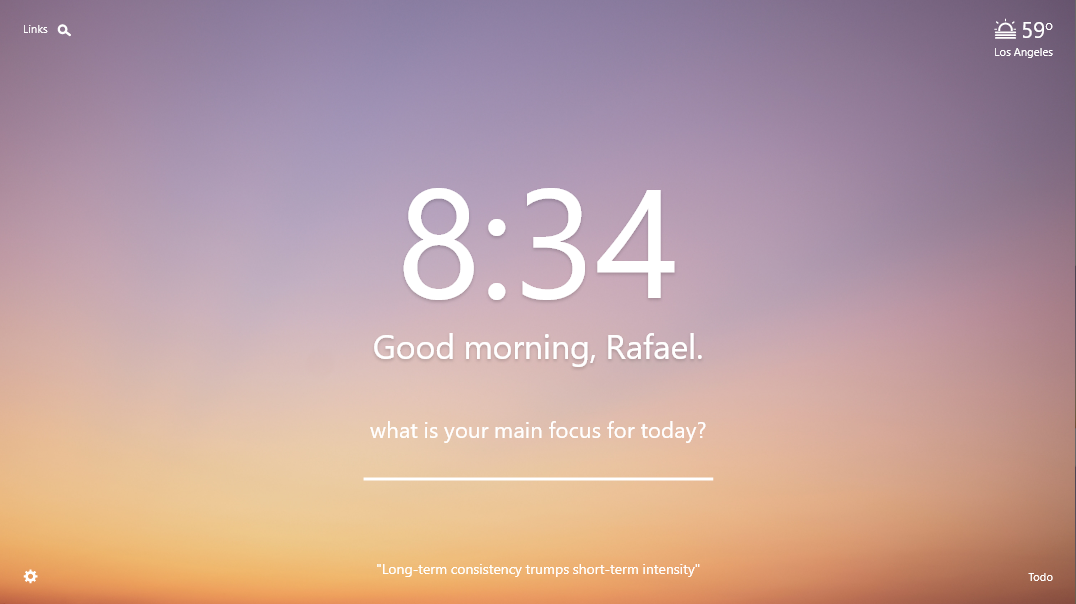 Links
59°
Los Angeles
8:34
Good morning, Rafael.
what is your main focus for today?
"Long-term consistency trumps short-term intensity"
Todo